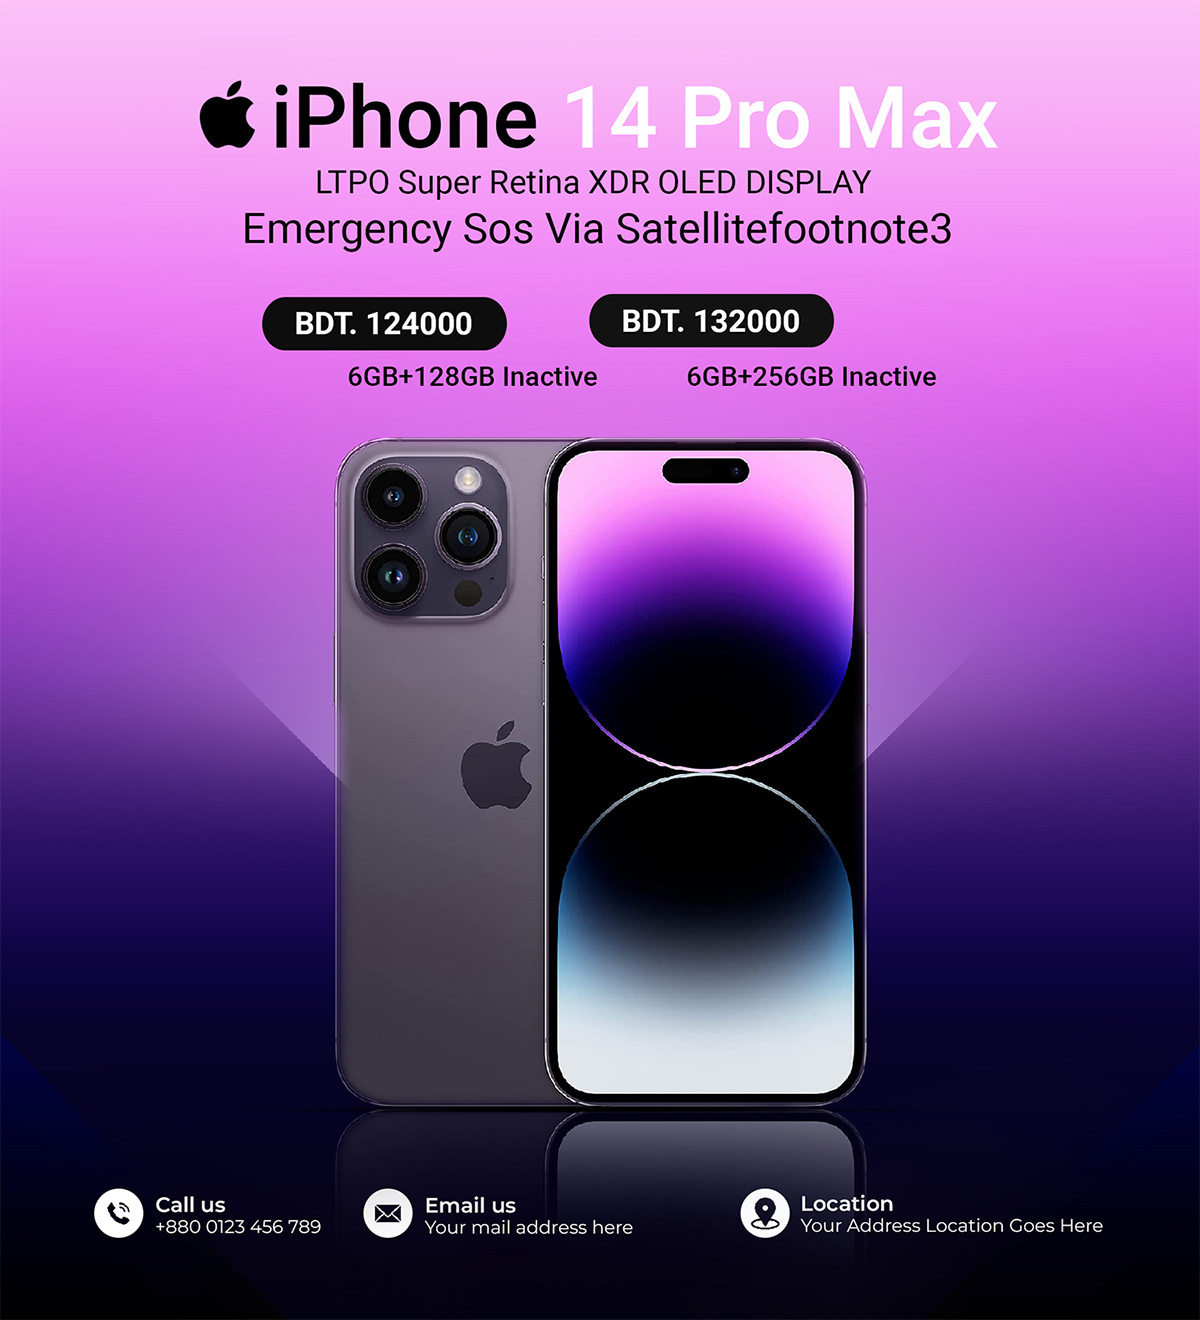 iPhone 14 Pro Max
LTPO Super Retina XDR OLED DISPLAY
Emergency Sos Via Satellitefootnote3
BDT. 124000
6GB+128GB Inactive
BDT. 132000
6GB+256GB Inactive
Call us
+880 0123 456 789
Email us
Your mail address here
Location
Your Address Location Goes Here